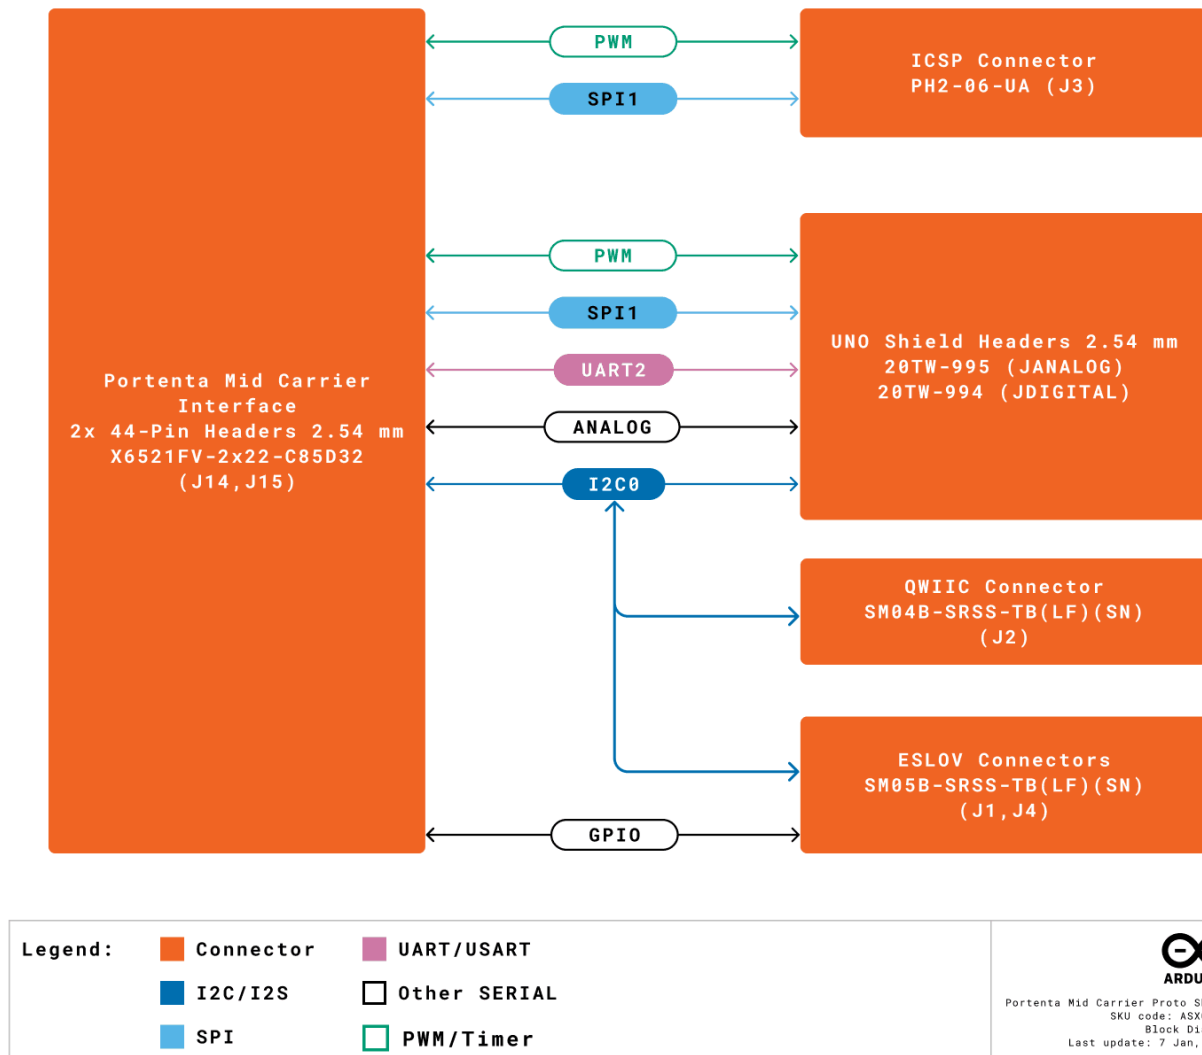 PWM
SPI1
ICSP Connector
PH2-06-UA (J3)
Portenta Mid Carrier
Interface
2x 44-Pin Headers 2.54 mm
X6521FV-2x22-C85D32
(J14,J15)
PWM
SPI1
UART2
ANALOG
I2C0
UNO Shield Headers 2.54 mm
20TW-995 (JANALOG)
20TW-994 (JDIGITAL)
QWIIC Connector
SM04B-SRSS-TB(LF)(SN)
(J2)
ESLOV Connectors
SM05B-SRSS-TB(LF)(SN)
(J1,J4)
GPIO
Legend:
Connector
I2C/I2S
SPI
UART/USART
Other SERIAL
PWM/Timer
Portenta Mid Carrier Proto
SKU code:
Block
Last update: 7 Jan,